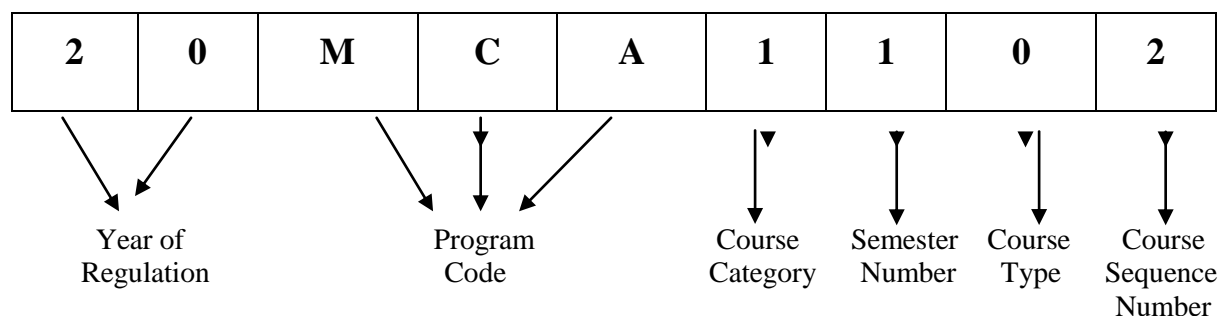 2 0 M C A 1 1 0 2
Year of Program Course Semester Course Course
Regulation Code Category Number Type Sequence
Number